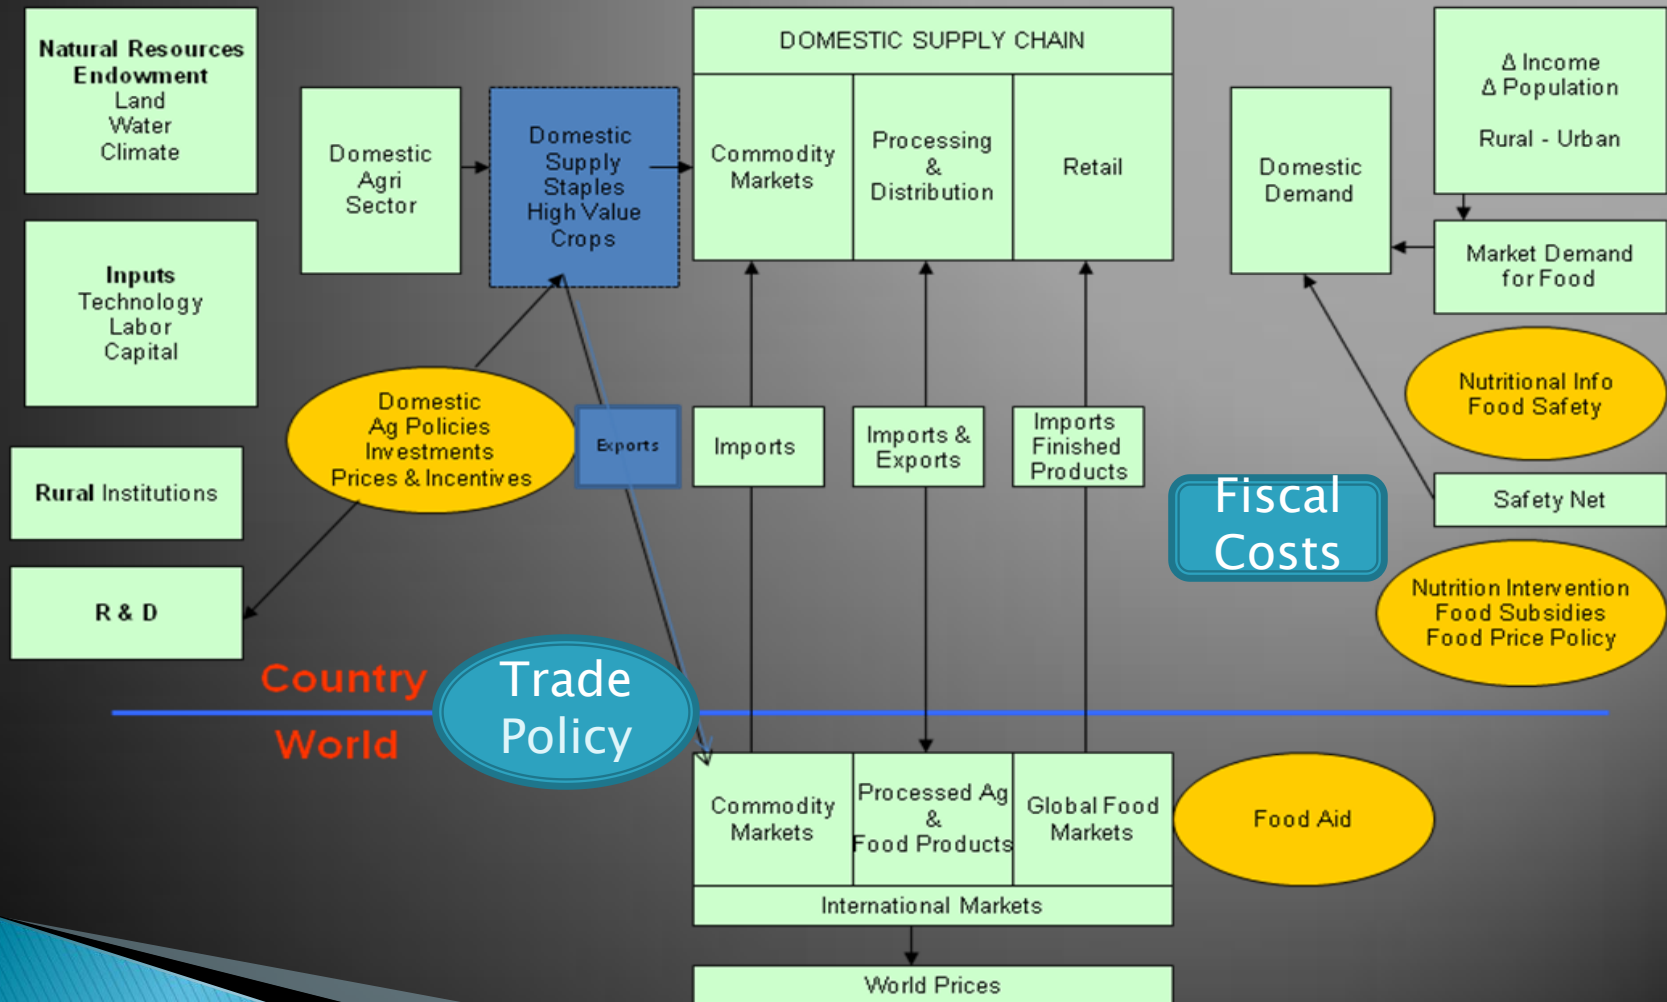 Natural Resources
Endowment
Land
Water
Climate
Inputs
Technology
Labor
Capital
Rural Institutions
R & D
Domestic
Agri
Sector
Domestic
Supply
Staples
High Value
Crops
Domestic
Ag Policies
Investments
Prices & Incentives
Exports
DOMESTIC SUPPLY CHAIN
Commodity
Markets
Processing
&
Distribution
Retail
Imports
Imports &
Exports
Imports
Finished
Products
Domestic
Demand
Δ Income
Δ Population
Rural - Urban
Market Demand
for Food
Nutritional Info
Food Safety
Safety Net
Fiscal
Costs
Nutrition Intervention
Food Subsidies
Food Price Policy
Country
World
Trade
Policy
Commodity
Markets
Processed Ag
&
Food Products
Global Food
Markets
International Markets
Food Aid
World Prices